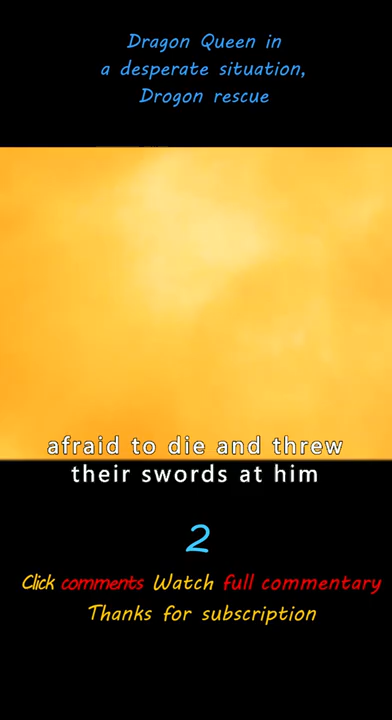 Dragon Queen in
a desperate situation,
Drogon rescue
afraid to die and threw
their swords at him
2
Click comments Watch full commentary
Thanks for subscription